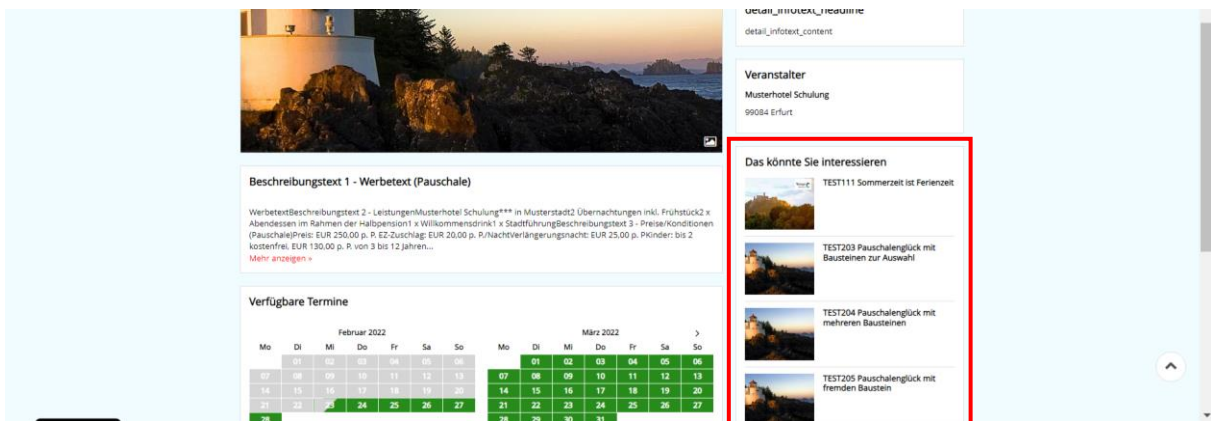 detail_infotext_headline
detail_infotext_content
Veranstalter
Musterhotel Schulung
99084 Erfurt
Das könnte Sie interessieren
TEST111 Sommerzeit ist Ferienzeit
TEST203 Pauschalenglück mit
Bausteinen zur Auswahl
TEST204 Pauschalenglück mit
mehreren Bausteinen
TEST205 Pauschalenglück mit
fremden Baustein
Beschreibungstext 1 - Werbetext (Pauschale)
WerbetextBeschreibungstext 2 - LeistungenMusterhotel Schulung*** in Musterstadt2 Übernachtungen inkl. Frühstück2 x
Abendessen im Rahmen der Halbpension1 x Willkommensdrink1 x StadtführungBeschreibungstext 3 - Preise/Konditionen
(Pauschale)Preis: EUR 250,00 p. P. EZ-Zuschlag: EUR 20,00 p. P./NachtVerlängerungsnacht: EUR 25,00 p. PKinder: bis 2
kostenfrei, EUR 130,00 p. P. von 3 bis 12 Jahren...
Mehr anzeigen »
Verfügbare Termine
Februar 2022
Mo Di Mi Do Fr Sa So
01 02 03 04 05 06
07 08 09 10 11 12 13
14 15 16 17 18 19 20
21 22 23 24 25 26 27
28
März 2022 >
Mo Di Mi Do Fr Sa So
01 02 03 04 05 06
07 08 09 10 11 12 13
14 15 16 17 18 19 20
21 22 23 24 25 26 27
28 29 30 31